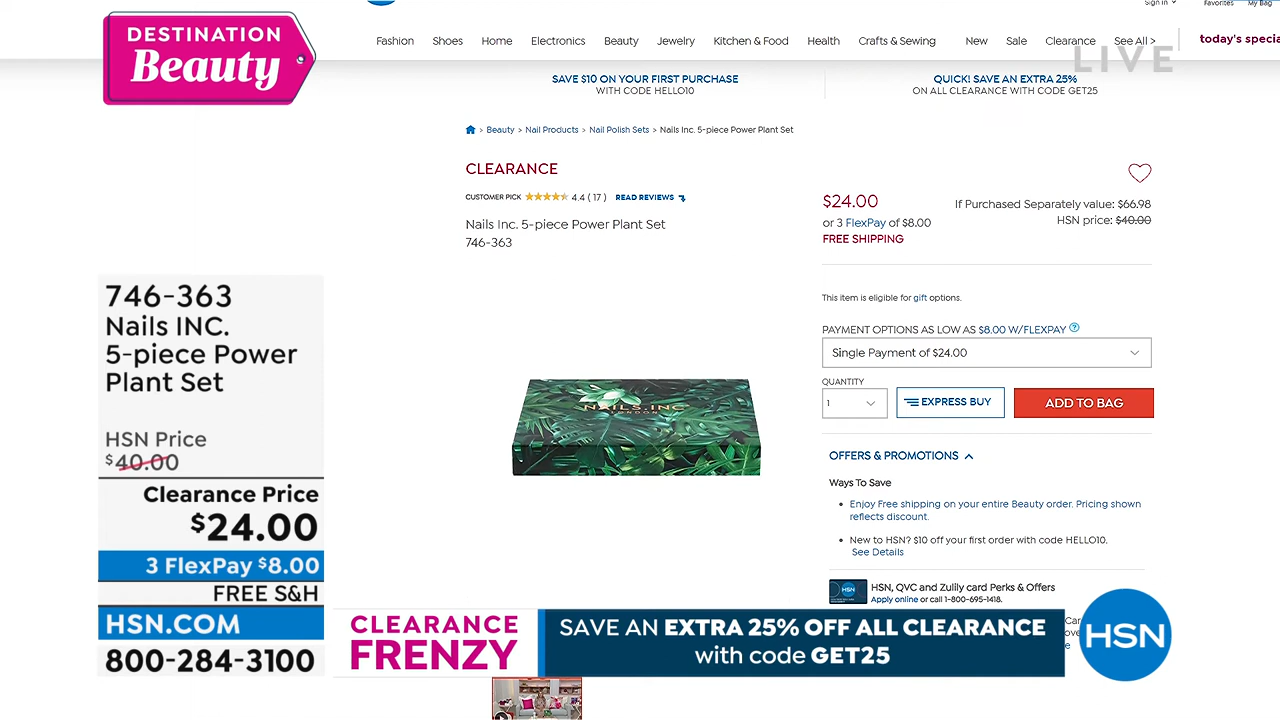 DESTINATION
Beauty
Sign In
Favorites
My Bag
Fashion
Shoes
Home
Electronics
Beauty
Jewelry
Kitchen & Food
Health
Crafts & Sewing
New
Sale
Clearance
See All >
today's specia
LIVE
SAVE $10 ON YOUR FIRST PURCHASE
WITH CODE HELLO10
QUICK! SAVE AN EXTRA 25%
ON ALL CLEARANCE WITH CODE GET25
> Beauty > Nail Products > Nail Polish Sets > Nails Inc. 5-piece Power Plant Set
CLEARANCE
CUSTOMER PICK 4.4 ( 17 ) READ REVIEWS
Nails Inc. 5-piece Power Plant Set
746-363
$24.00
or 3 FlexPay of $8.00
FREE SHIPPING
If Purchased Separately value: $66.98
HSN price: $40.00
This item is eligible for gift options.
PAYMENT OPTIONS AS LOW AS $8.00 W/FLEXPAY ?
Single Payment of $24.00
QUANTITY
1
EXPRESS BUY
ADD TO BAG
OFFERS & PROMOTIONS
Ways To Save
• Enjoy Free shipping on your entire Beauty order. Pricing shown
reflects discount.
• New to HSN? $10 off your first order with code HELLO10.
See Details
HSN
HSN, QVC and Zulily card Perks & Offers
Apply online or call 1-800-695-1418.
NAILS.INC
LONDON
746-363
Nails INC.
5-piece Power
Plant Set
HSN Price
$40.00
Clearance Price
$24.00
3 FlexPay $8.00
FREE S&H
HSN.COM
800-284-3100
CLEARANCE
FRENZY
SAVE AN EXTRA 25% OFF ALL CLEARANCE
with code GET25
HSN